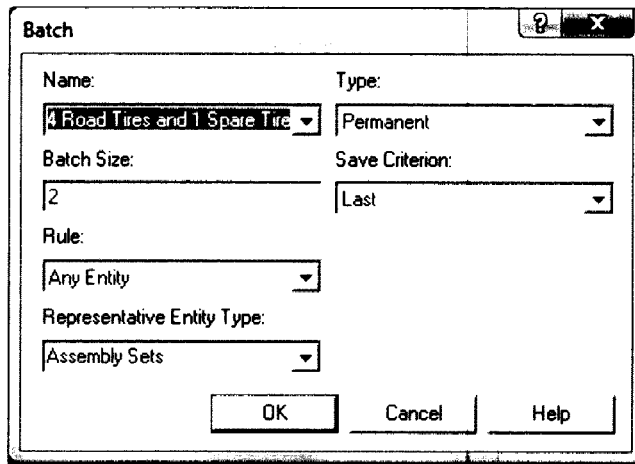 Batch
Name:
Type:
4 Road Tires and 1 Spare Tire
Permanent
Batch Size:
Save Criterion:
2
Last
Rule:
Any Entity
Representative Entity Type:
Assembly Sets
OK
Cancel
Help